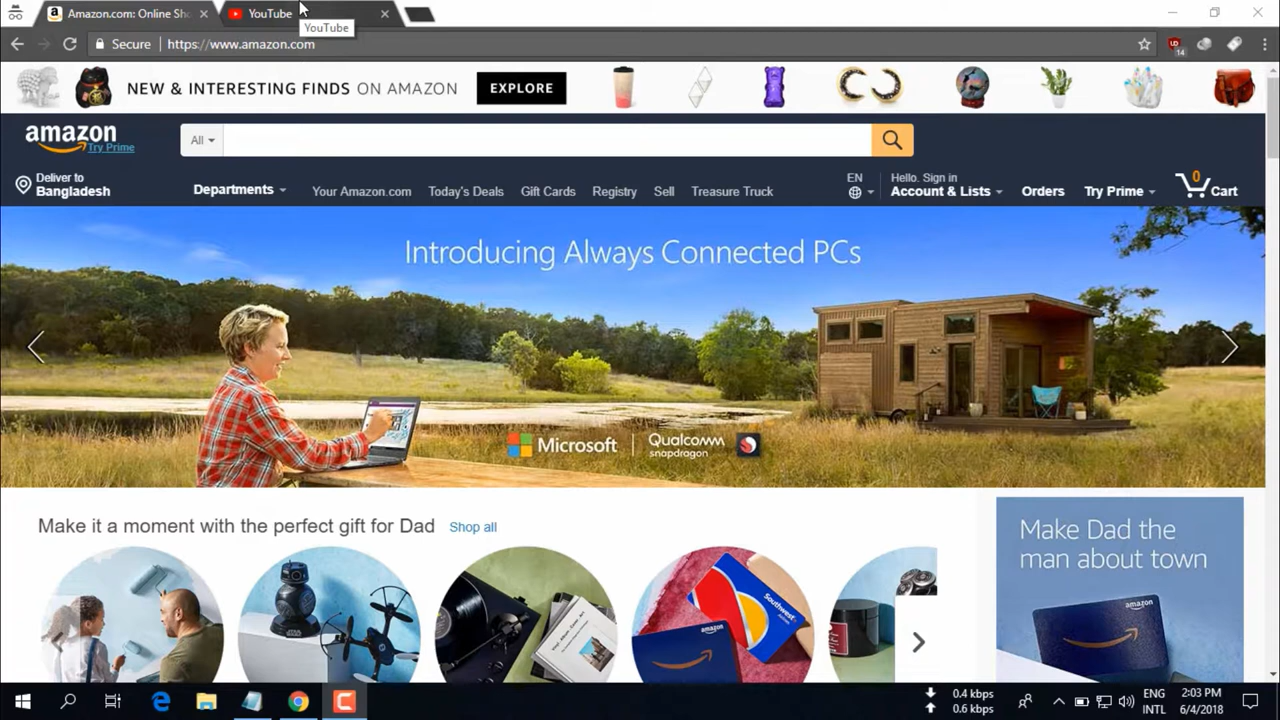 Amazon.com: Online Sho
YouTube
YouTube
Secure
https://www.amazon.com
14
NEW & INTERESTING FINDS ON AMAZON
EXPLORE
amazon
Try Prime
All
Deliver to
Bangladesh
Departments
Your Amazon.com
Today's Deals
Gift Cards
Registry
Sell
Treasure Truck
EN
Hello. Sign in
Account & Lists
Orders
Try Prime
0
Cart
Introducing Always Connected PCs
Microsoft
Qualcomm
snapdragon
Make it a moment with the perfect gift for Dad
Shop all
Make Dad the
man about town
Southwest
amazon
amazon
0.4 kbps
0.6 kbps
ENG
INTL
2:03 PM
6/4/2018